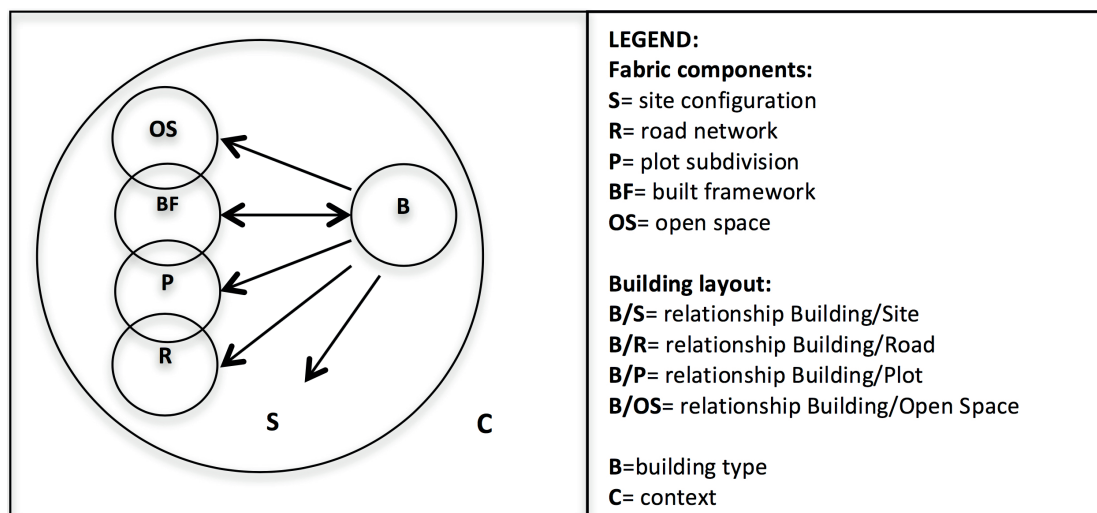 OS
BF
B
P
R
S
C
LEGEND:
Fabric components:
S= site configuration
R= road network
P= plot subdivision
BF= built framework
OS= open space
Building layout:
B/S= relationship Building/Site
B/R= relationship Building/Road
B/P= relationship Building/Plot
B/OS= relationship Building/Open Space
B=building type
C= context